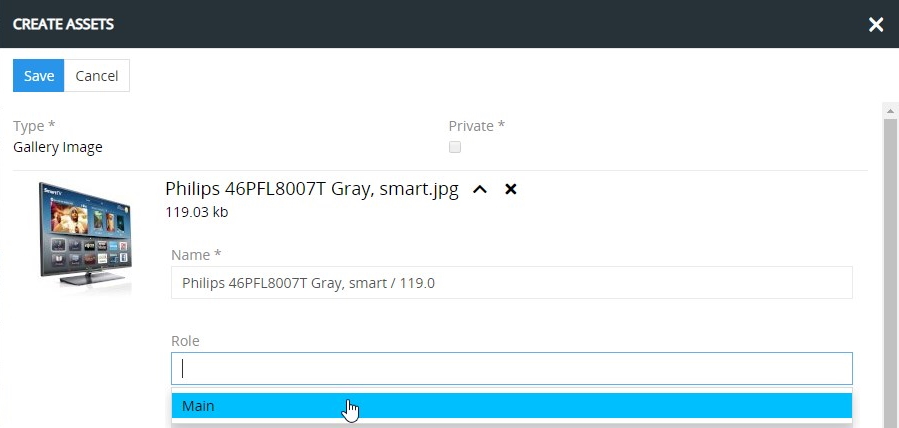 CREATE ASSETS
Save Cancel
Type * Private *
Gallery Image
Philips 46PFL8007T Gray, smart.jpg
119.03 kb
Name *
Philips 46PFL8007T Gray, smart / 119.0
Role
Main